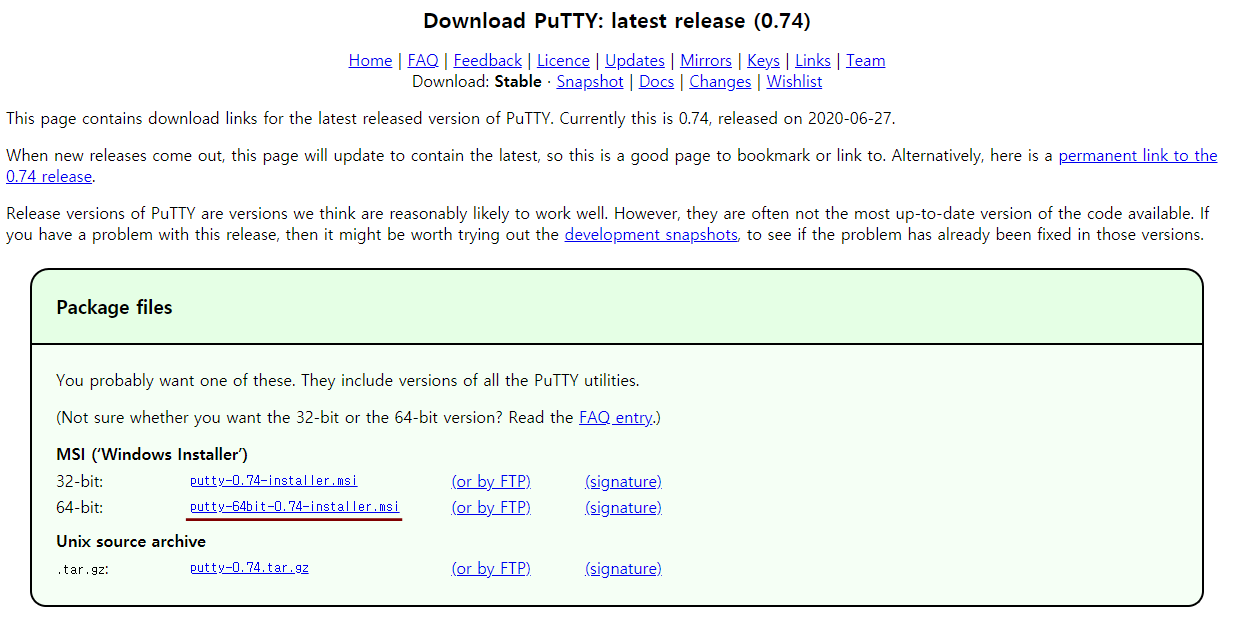 Download PuTTY: latest release (0.74)
Home | FAQ | Feedback | Licence | Updates | Mirrors | Keys | Links | Team
Download: Stable · Snapshot | Docs | Changes | Wishlist
This page contains download links for the latest released version of PuTTY. Currently this is 0.74, released on 2020-06-27.
When new releases come out, this page will update to contain the latest, so this is a good page to bookmark or link to. Alternatively, here is a permanent link to the
0.74 release.
Release versions of PuTTY are versions we think are reasonably likely to work well. However, they are often not the most up-to-date version of the code available. If
you have a problem with this release, then it might be worth trying out the development snapshots, to see if the problem has already been fixed in those versions.
Package files
You probably want one of these. They include versions of all the PuTTY utilities.
(Not sure whether you want the 32-bit or the 64-bit version? Read the FAQ entry.)
MSI (‘Windows Installer’)
32-bit: putty-0.74-installer.msi (or by FTP) (signature)
64-bit: putty-64bit-0.74-installer.msi (or by FTP) (signature)
Unix source archive
.tar.gz: putty-0.74.tar.gz (or by FTP) (signature)